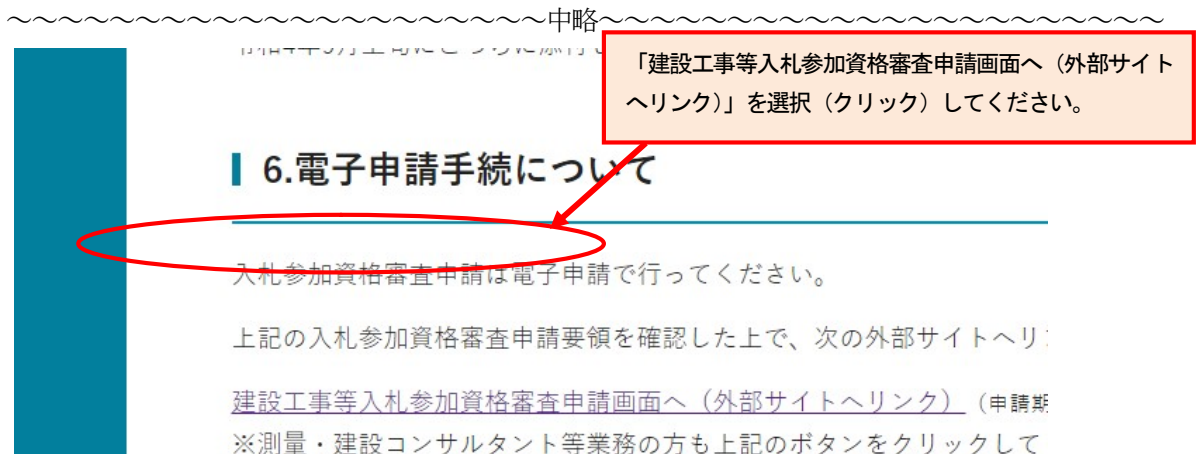 ～～～～～～～～～～～～～～～～～～～～～中略～～～～～～～～～～～～～～～～～～～～～～
「建設工事等入札参加資格審査申請画面へ（外部サイト
へリンク）」を選択（クリック）してください。
6.電子申請手続について
入札参加資格審査申請は電子申請で行ってください。
上記の入札参加資格審査申請要領を確認した上で、次の外部サイトへリ
建設工事等入札参加資格審査申請画面へ（外部サイトへリンク）（申請期
※測量・建設コンサルタント等業務の方も上記のボタンをクリックして